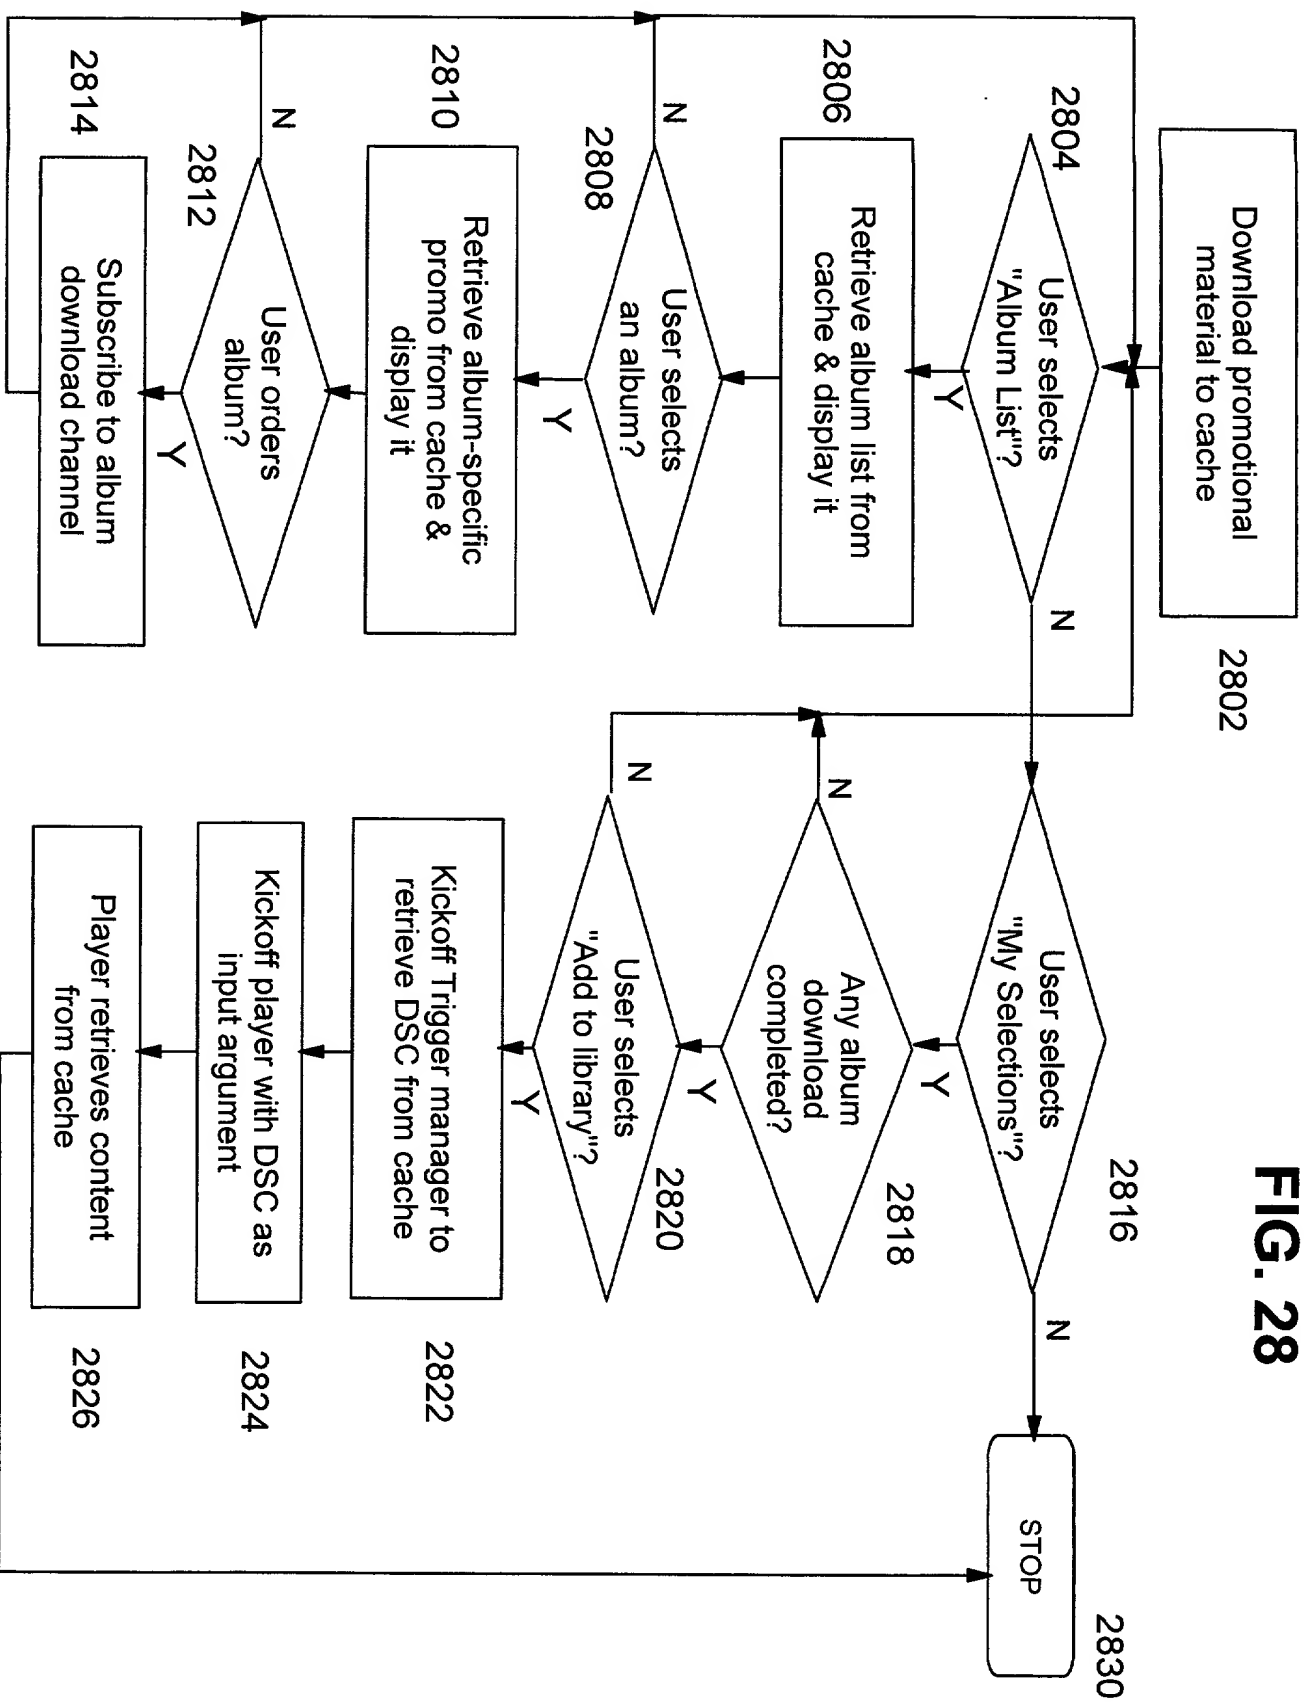 FIG. 28
Download promotional
material to cache
2802
2804
User selects
"Album List"?
N
Y
2806
Retrieve album list from
cache & display it
2808
User selects
an album?
N
Y
2810
Retrieve album-specific
promo from cache &
display it
2812
User orders
album?
N
Y
2814
Subscribe to album
download channel
2816
User selects
"My Selections"?
N
Y
STOP
2830
2818
Any album
download
completed?
N
Y
2820
User selects
"Add to library"?
N
Y
Kickoff Trigger manager to
retrieve DSC from cache
2822
Kickoff player with DSC as
input argument
2824
Player retrieves content
from cache
2826